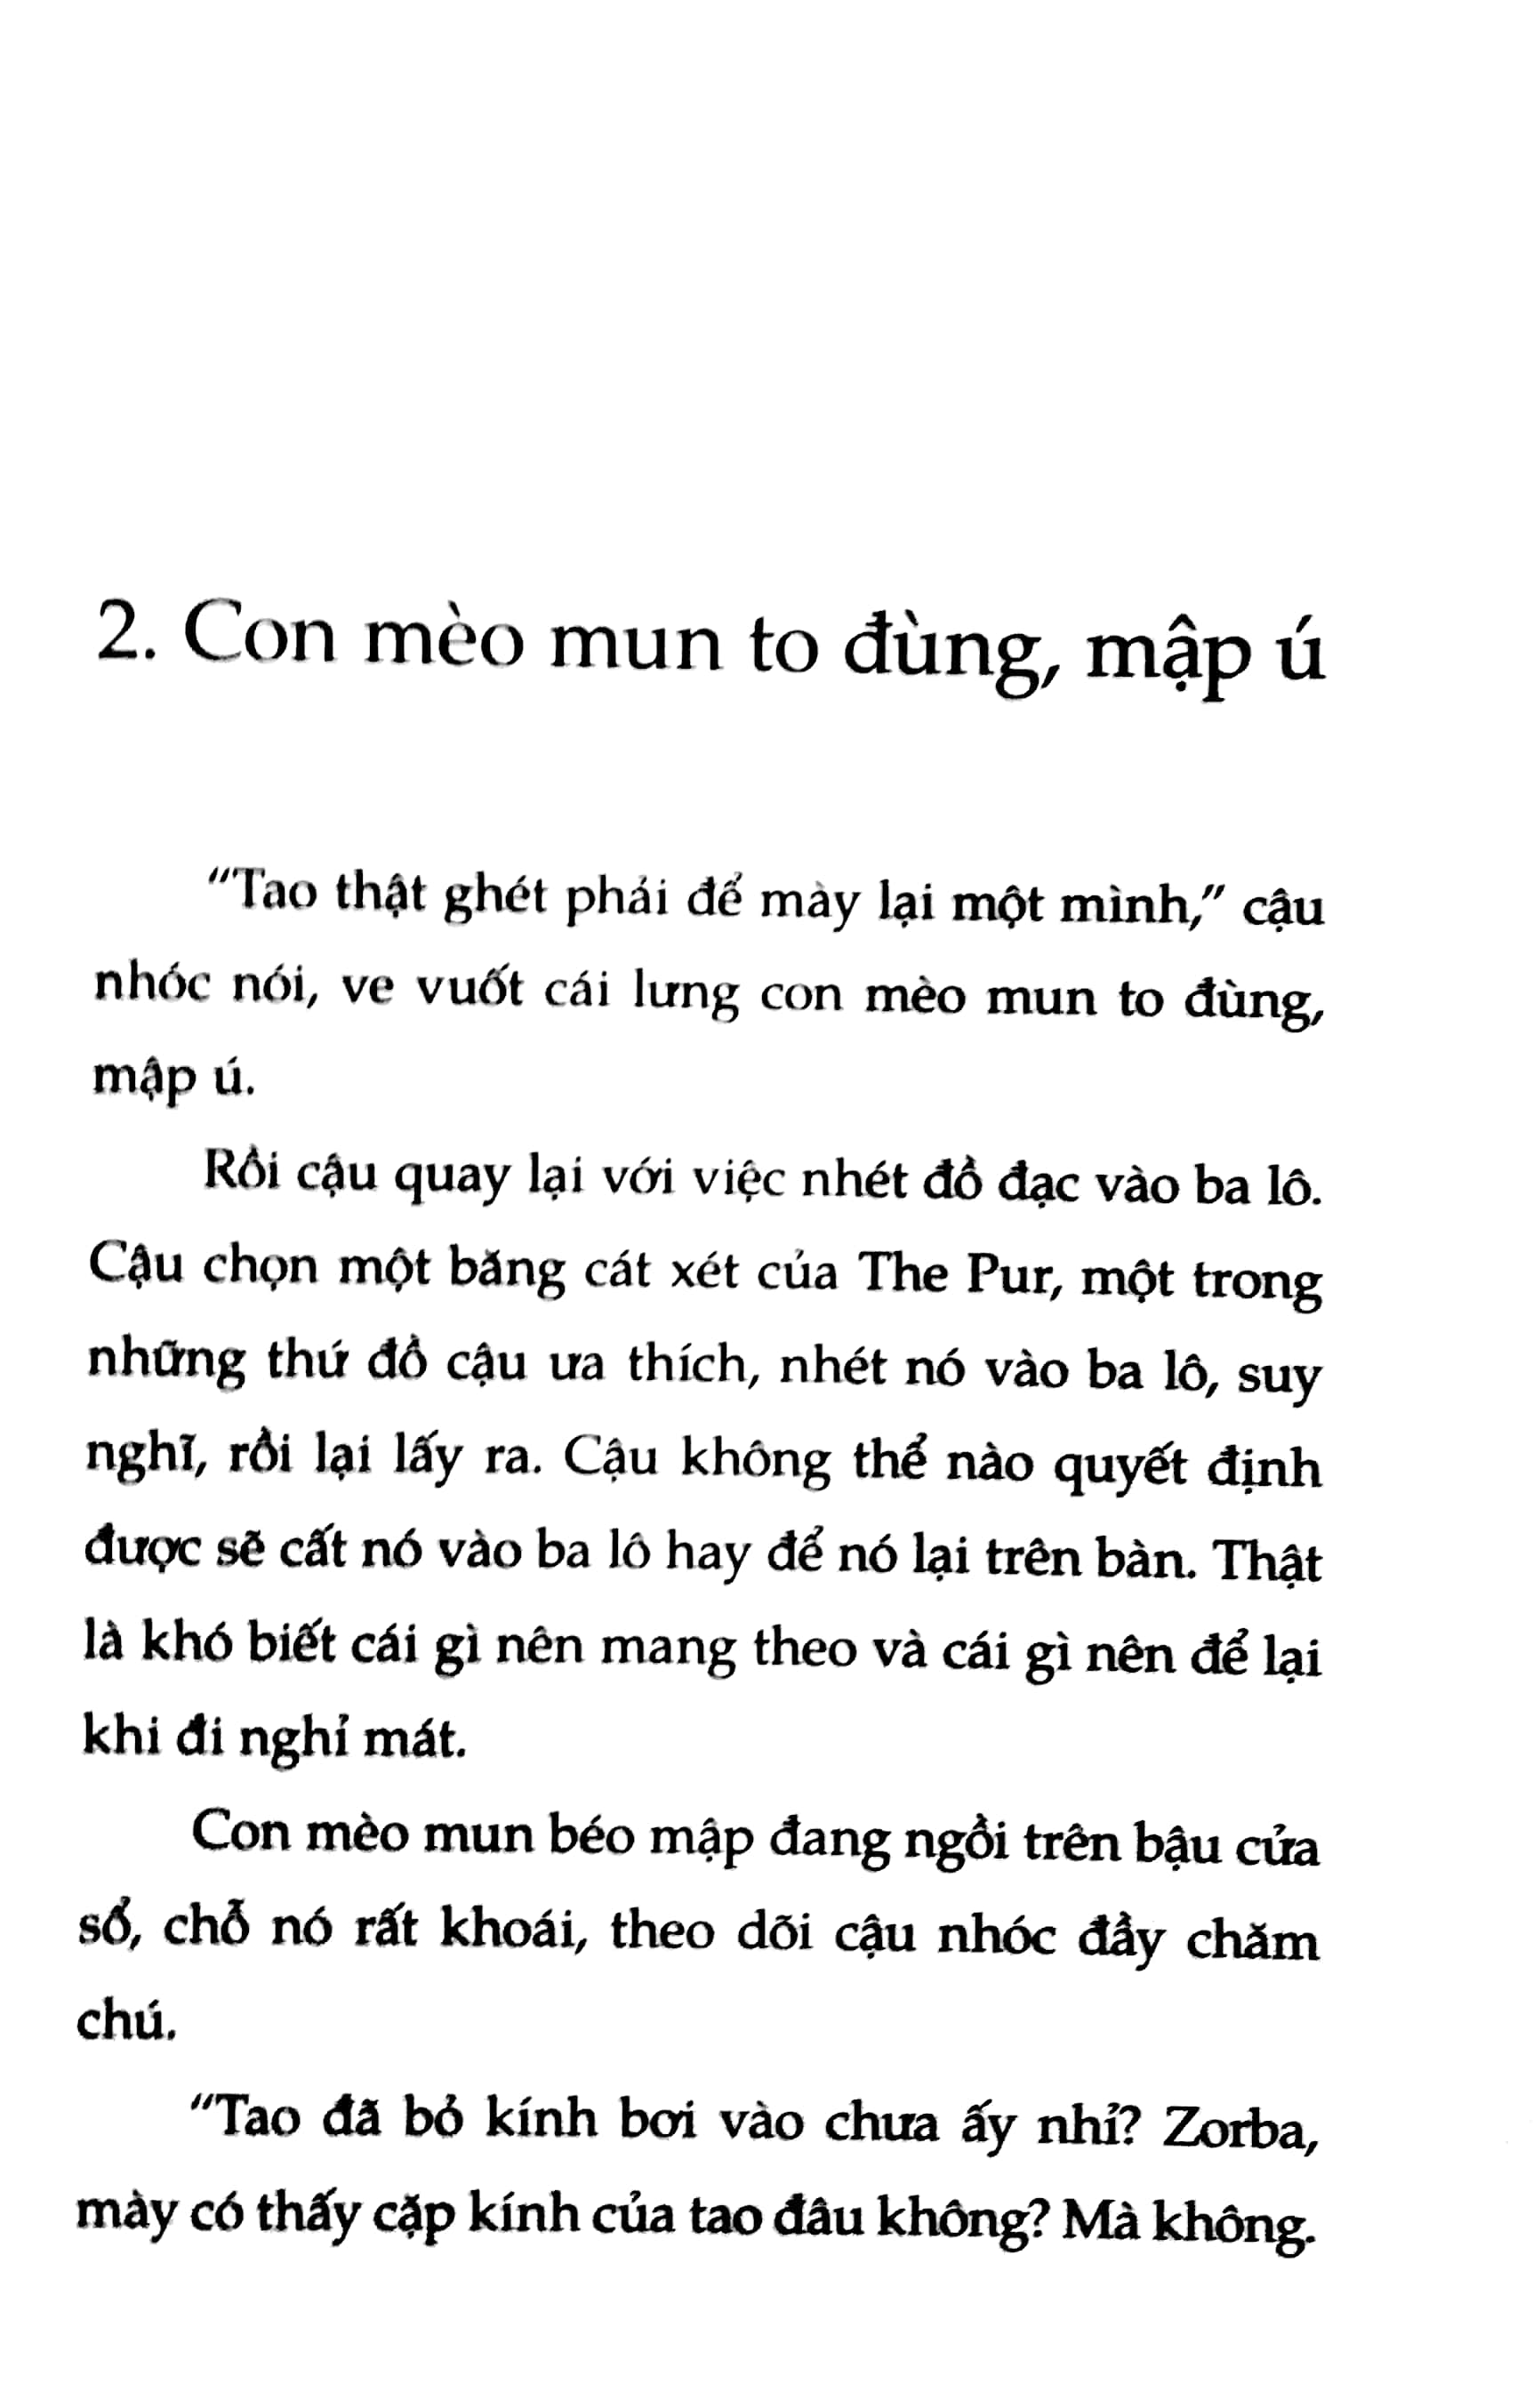 2. Con mèo mun to đùng, mập ú
“Tao thật ghét phải để mày lại một mình,” cậu
nhóc nói, ve vuốt cái lưng con mèo mun to đùng,
mập ú.
Rồi cậu quay lại với việc nhét đồ đạc vào ba lô.
Cậu chọn một băng cát xét của The Pur, một trong
những thứ đồ cậu ưa thích, nhét nó vào ba lô, suy
nghĩ, rồi lại lấy ra. Cậu không thể nào quyết định
được sẽ cất nó vào ba lô hay để nó lại trên bàn. Thật
là khó biết cái gì nên mang theo và cái gì nên để lại
khi đi nghỉ mát.
Con mèo mun béo mập đang ngồi trên bậu cửa
sổ, chỗ nó rất khoái, theo dõi cậu nhóc đầy chăm
chú.
“Tao đã bỏ kính bơi vào chưa ấy nhỉ? Zorba,
mày có thấy cặp kính của tao đâu không? Mà không.